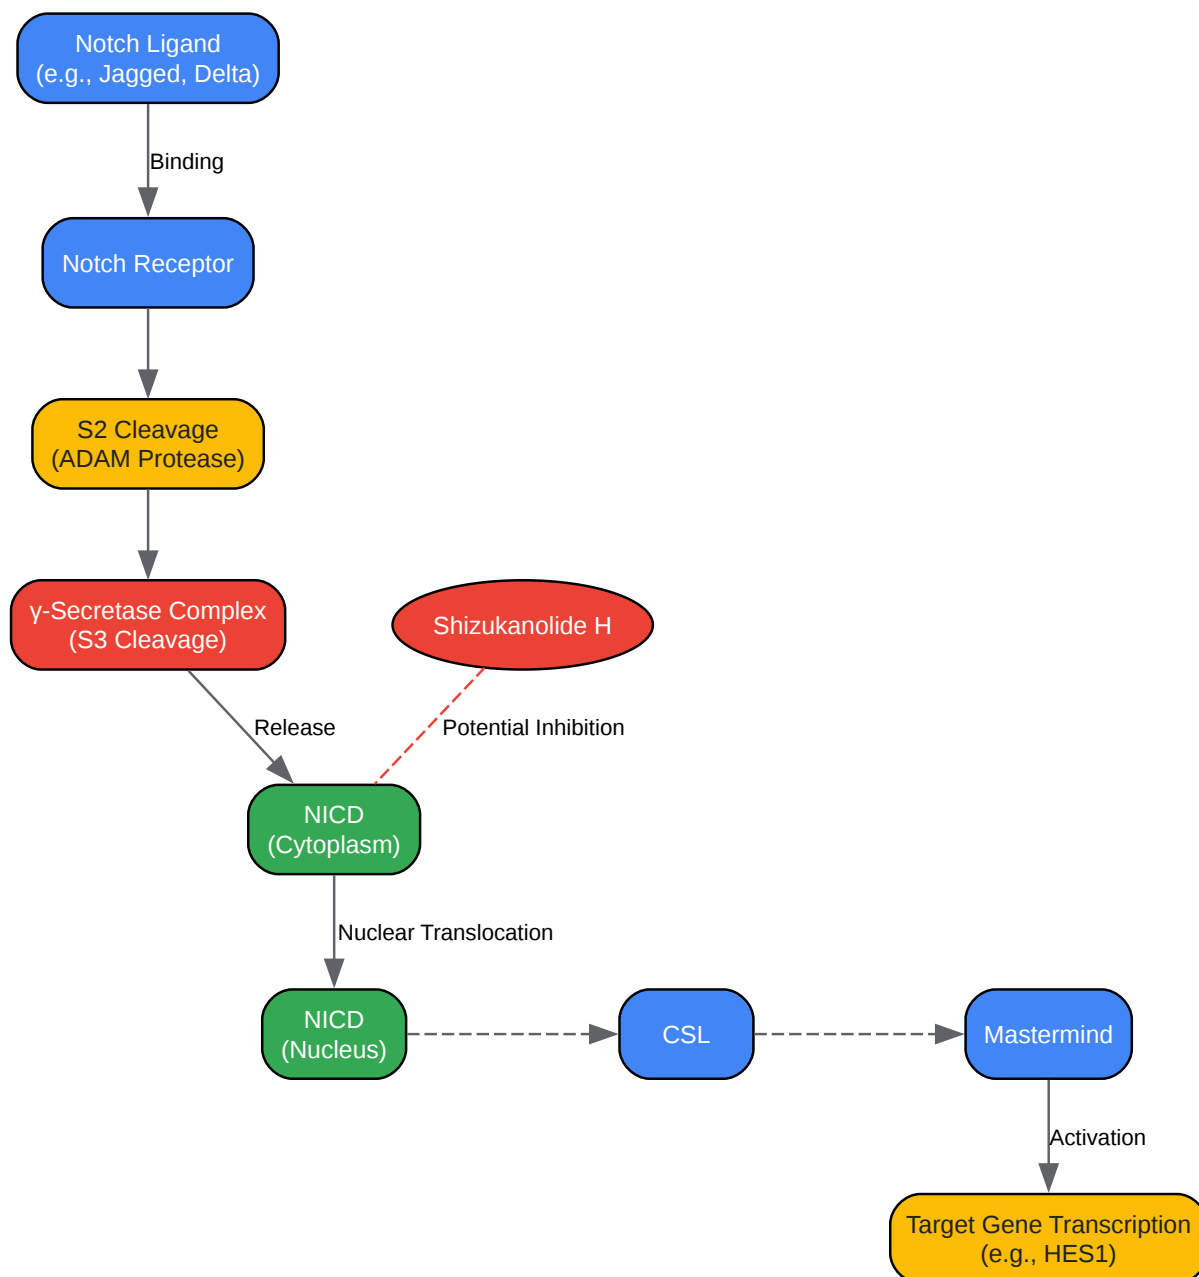 Notch Ligand
(e.g., Jagged, Delta)
Binding
Notch Receptor
S2 Cleavage
(ADAM Protease)
γ-Secretase Complex
(S3 Cleavage)
Shizukanolide H
Release
Potential Inhibition
NICD
(Cytoplasm)
Nuclear Translocation
NICD
(Nucleus)
CSL
Mastermind
Activation
Target Gene Transcription
(e.g., HES1)